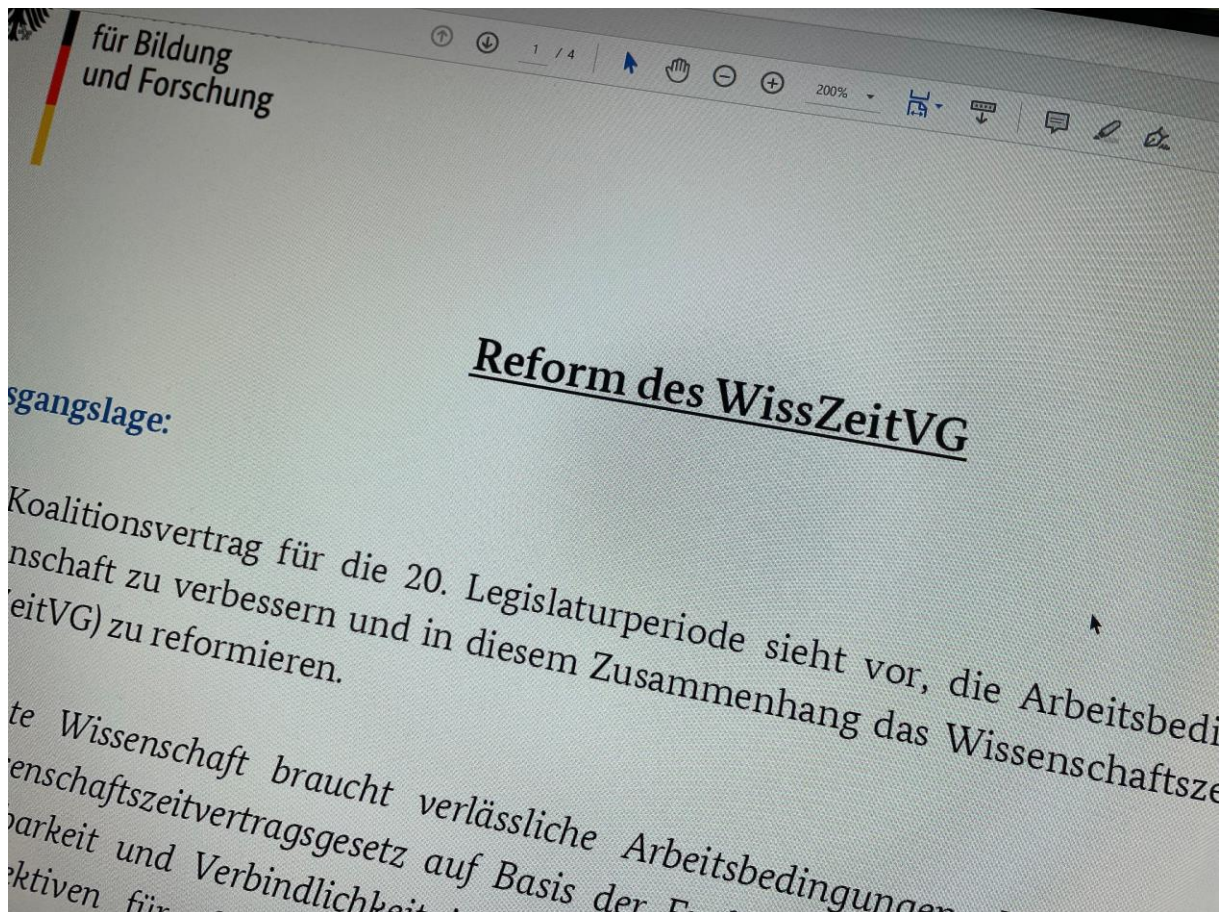 für Bildung
und Forschung
1 / 4
200%
Reform des WissZeitVG
sgangslage:
Koalitionsvertrag für die 20. Legislaturperiode sieht vor, die Arbeitsbedi
nschaft zu verbessern und in diesem Zusammenhang das Wissenschaftsze
eitVG) zu reformieren.
te Wissenschaft braucht verlässliche Arbeitsbedingungen
enschaftszeitvertragsgesetz auf Basis der
barkeit und Verbindlichkeit
ektiven für